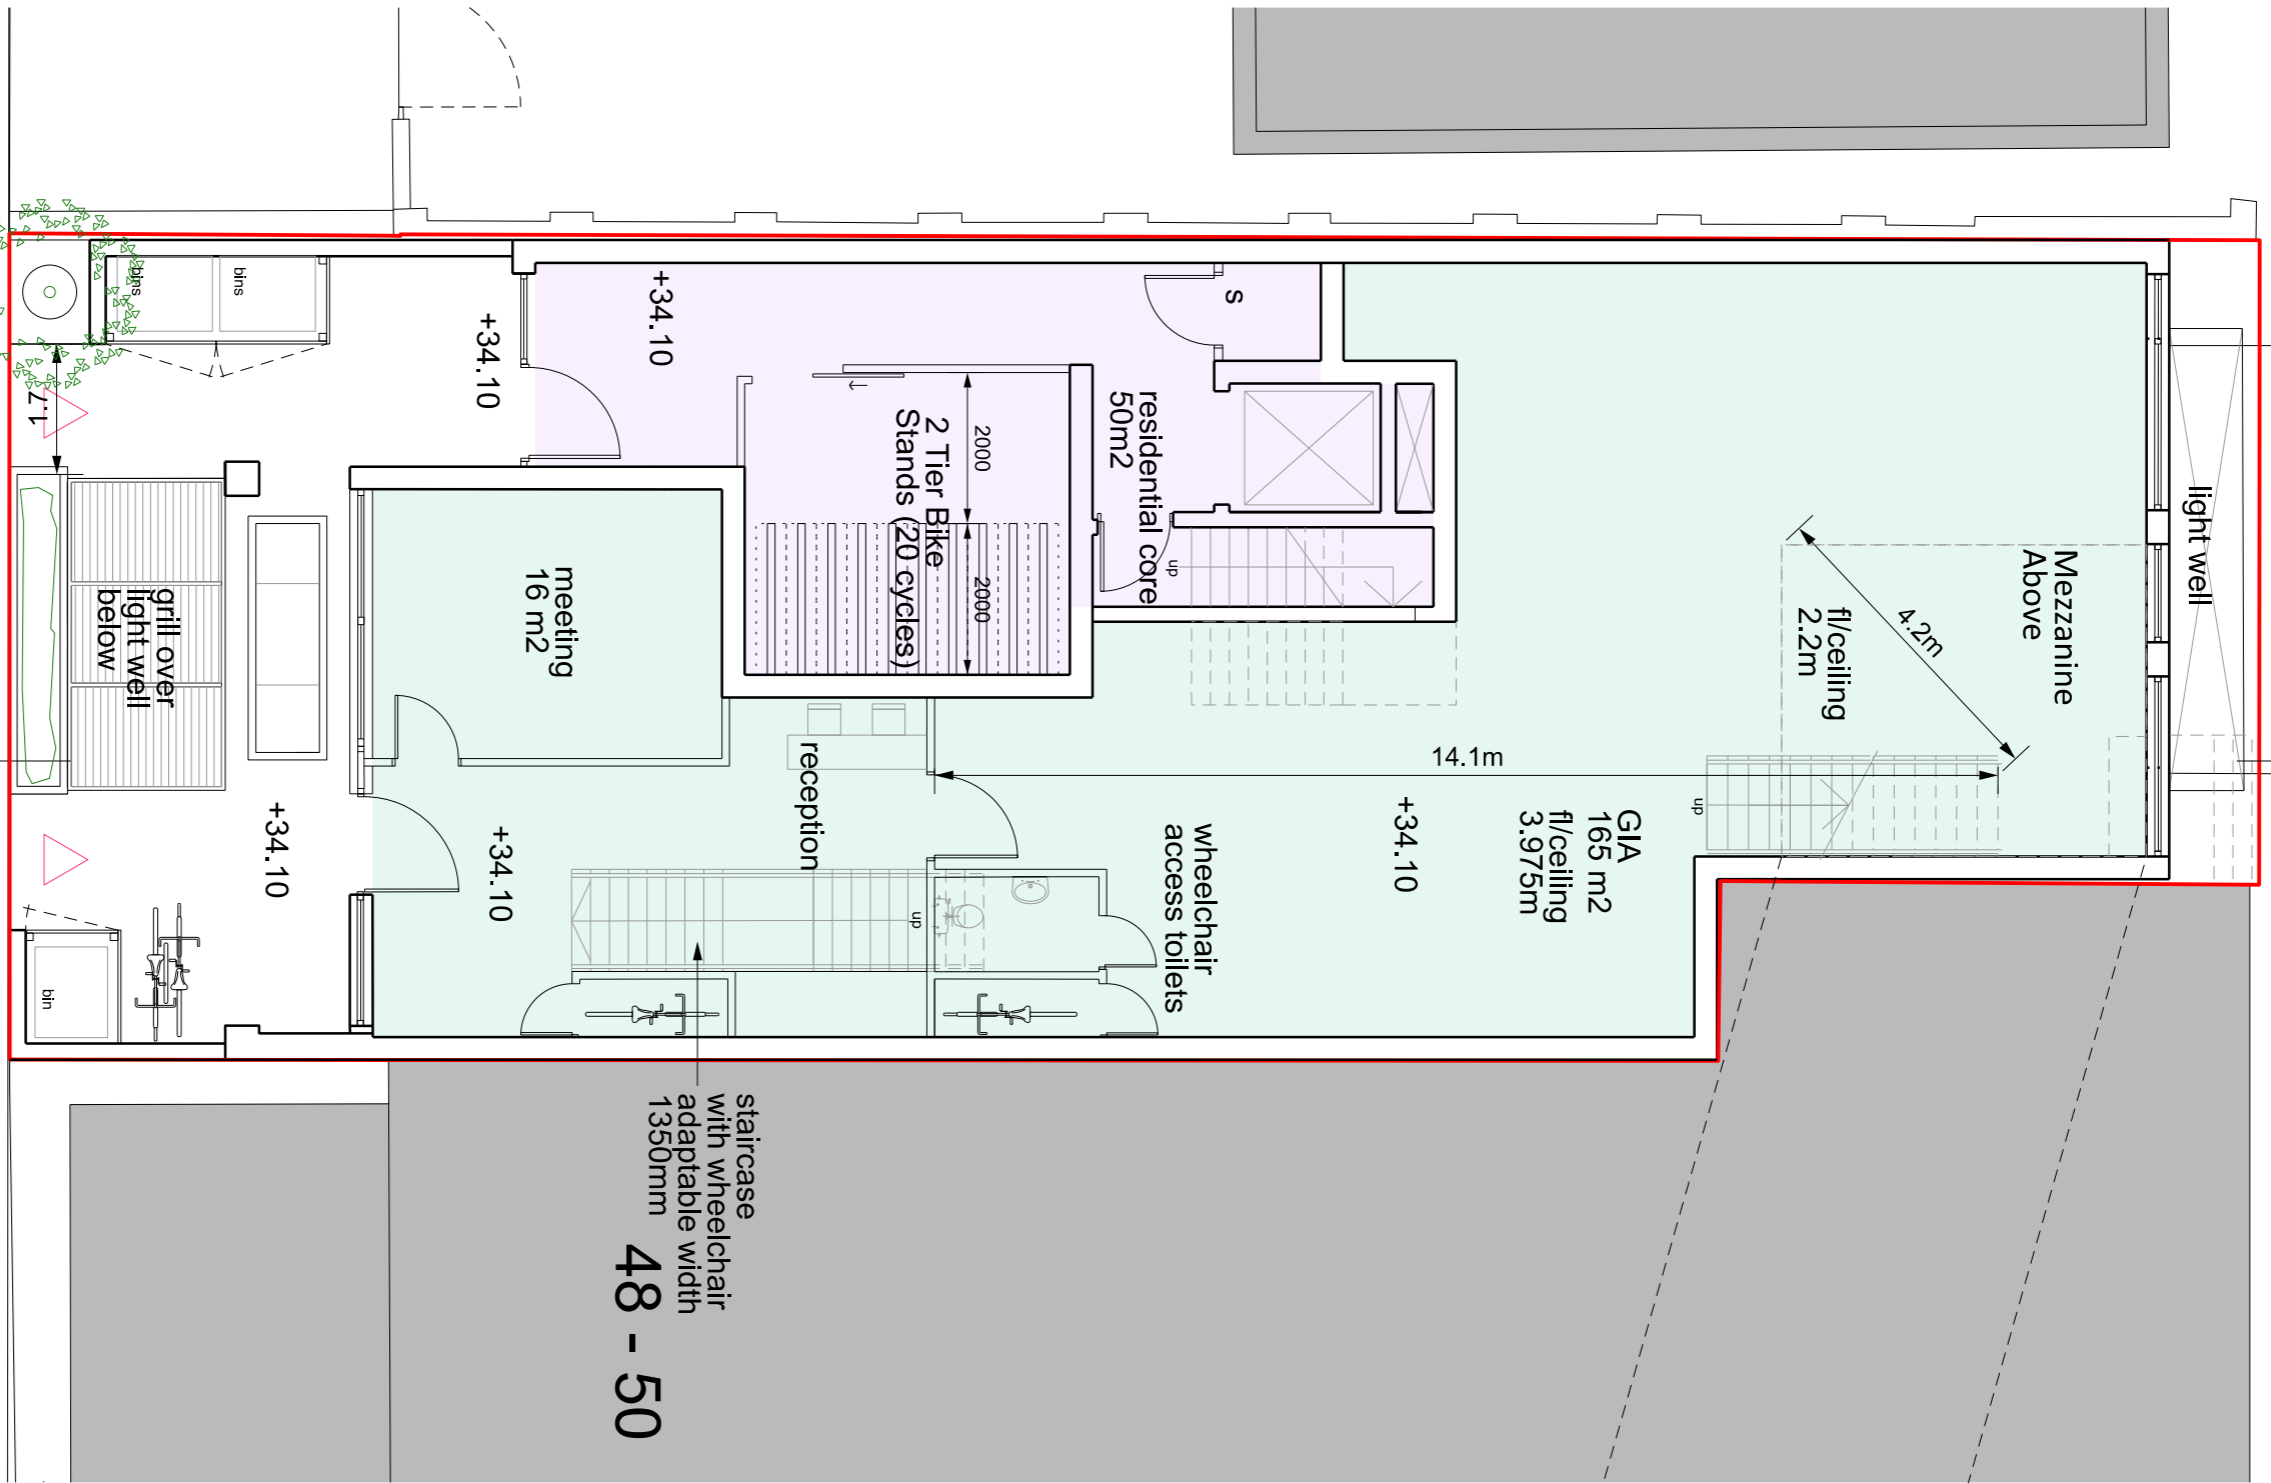 bins
bins
+34.10
+34.10
s
1.7
2 Tier Bike
Stands (20 cycles)
2000
2000
residential core
50m2
up
light well
Mezzanine
Above
fl/ceiling
2.2m
4.2m
grill over
light well
below
meeting
16 m2
reception
14.1m
up
+34.10
+34.10
+34.10
GIA
165 m2
fl/ceiling
3.975m
wheelchair
access toilets
up
bin
staircase
with wheelchair
adaptable width
1350mm
48 - 50